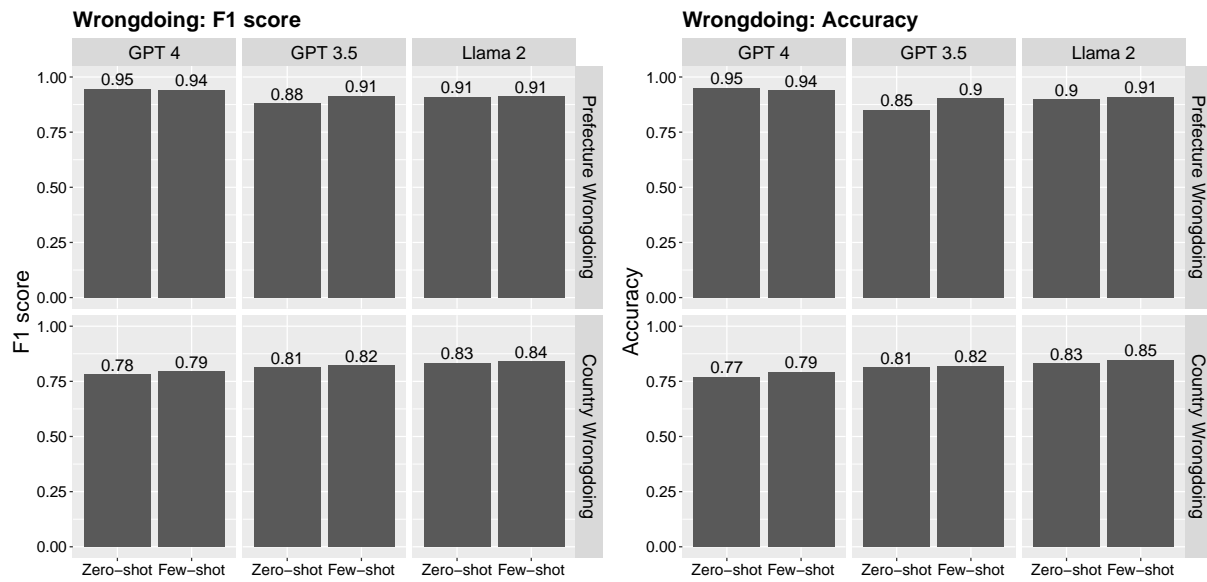 Wrongdoing: F1 score
GPT 4 GPT 3.5 Llama 2
1.00
0.75
0.50
0.25
0.00
0.95 0.94 0.88 0.91 0.91 0.91
Prefecture Wrongdoing
F1 score
1.00
0.75
0.50
0.25
0.00
0.78 0.79 0.81 0.82 0.83 0.84
Country Wrongdoing
Zero−shot Few−shot Zero−shot Few−shot Zero−shot Few−shot
Wrongdoing: Accuracy
GPT 4 GPT 3.5 Llama 2
1.00
0.75
0.50
0.25
0.00
0.95 0.94 0.85 0.9 0.9 0.91
Prefecture Wrongdoing
Accuracy
1.00
0.75
0.50
0.25
0.00
0.77 0.79 0.81 0.82 0.83 0.85
Country Wrongdoing
Zero−shot Few−shot Zero−shot Few−shot Zero−shot Few−shot